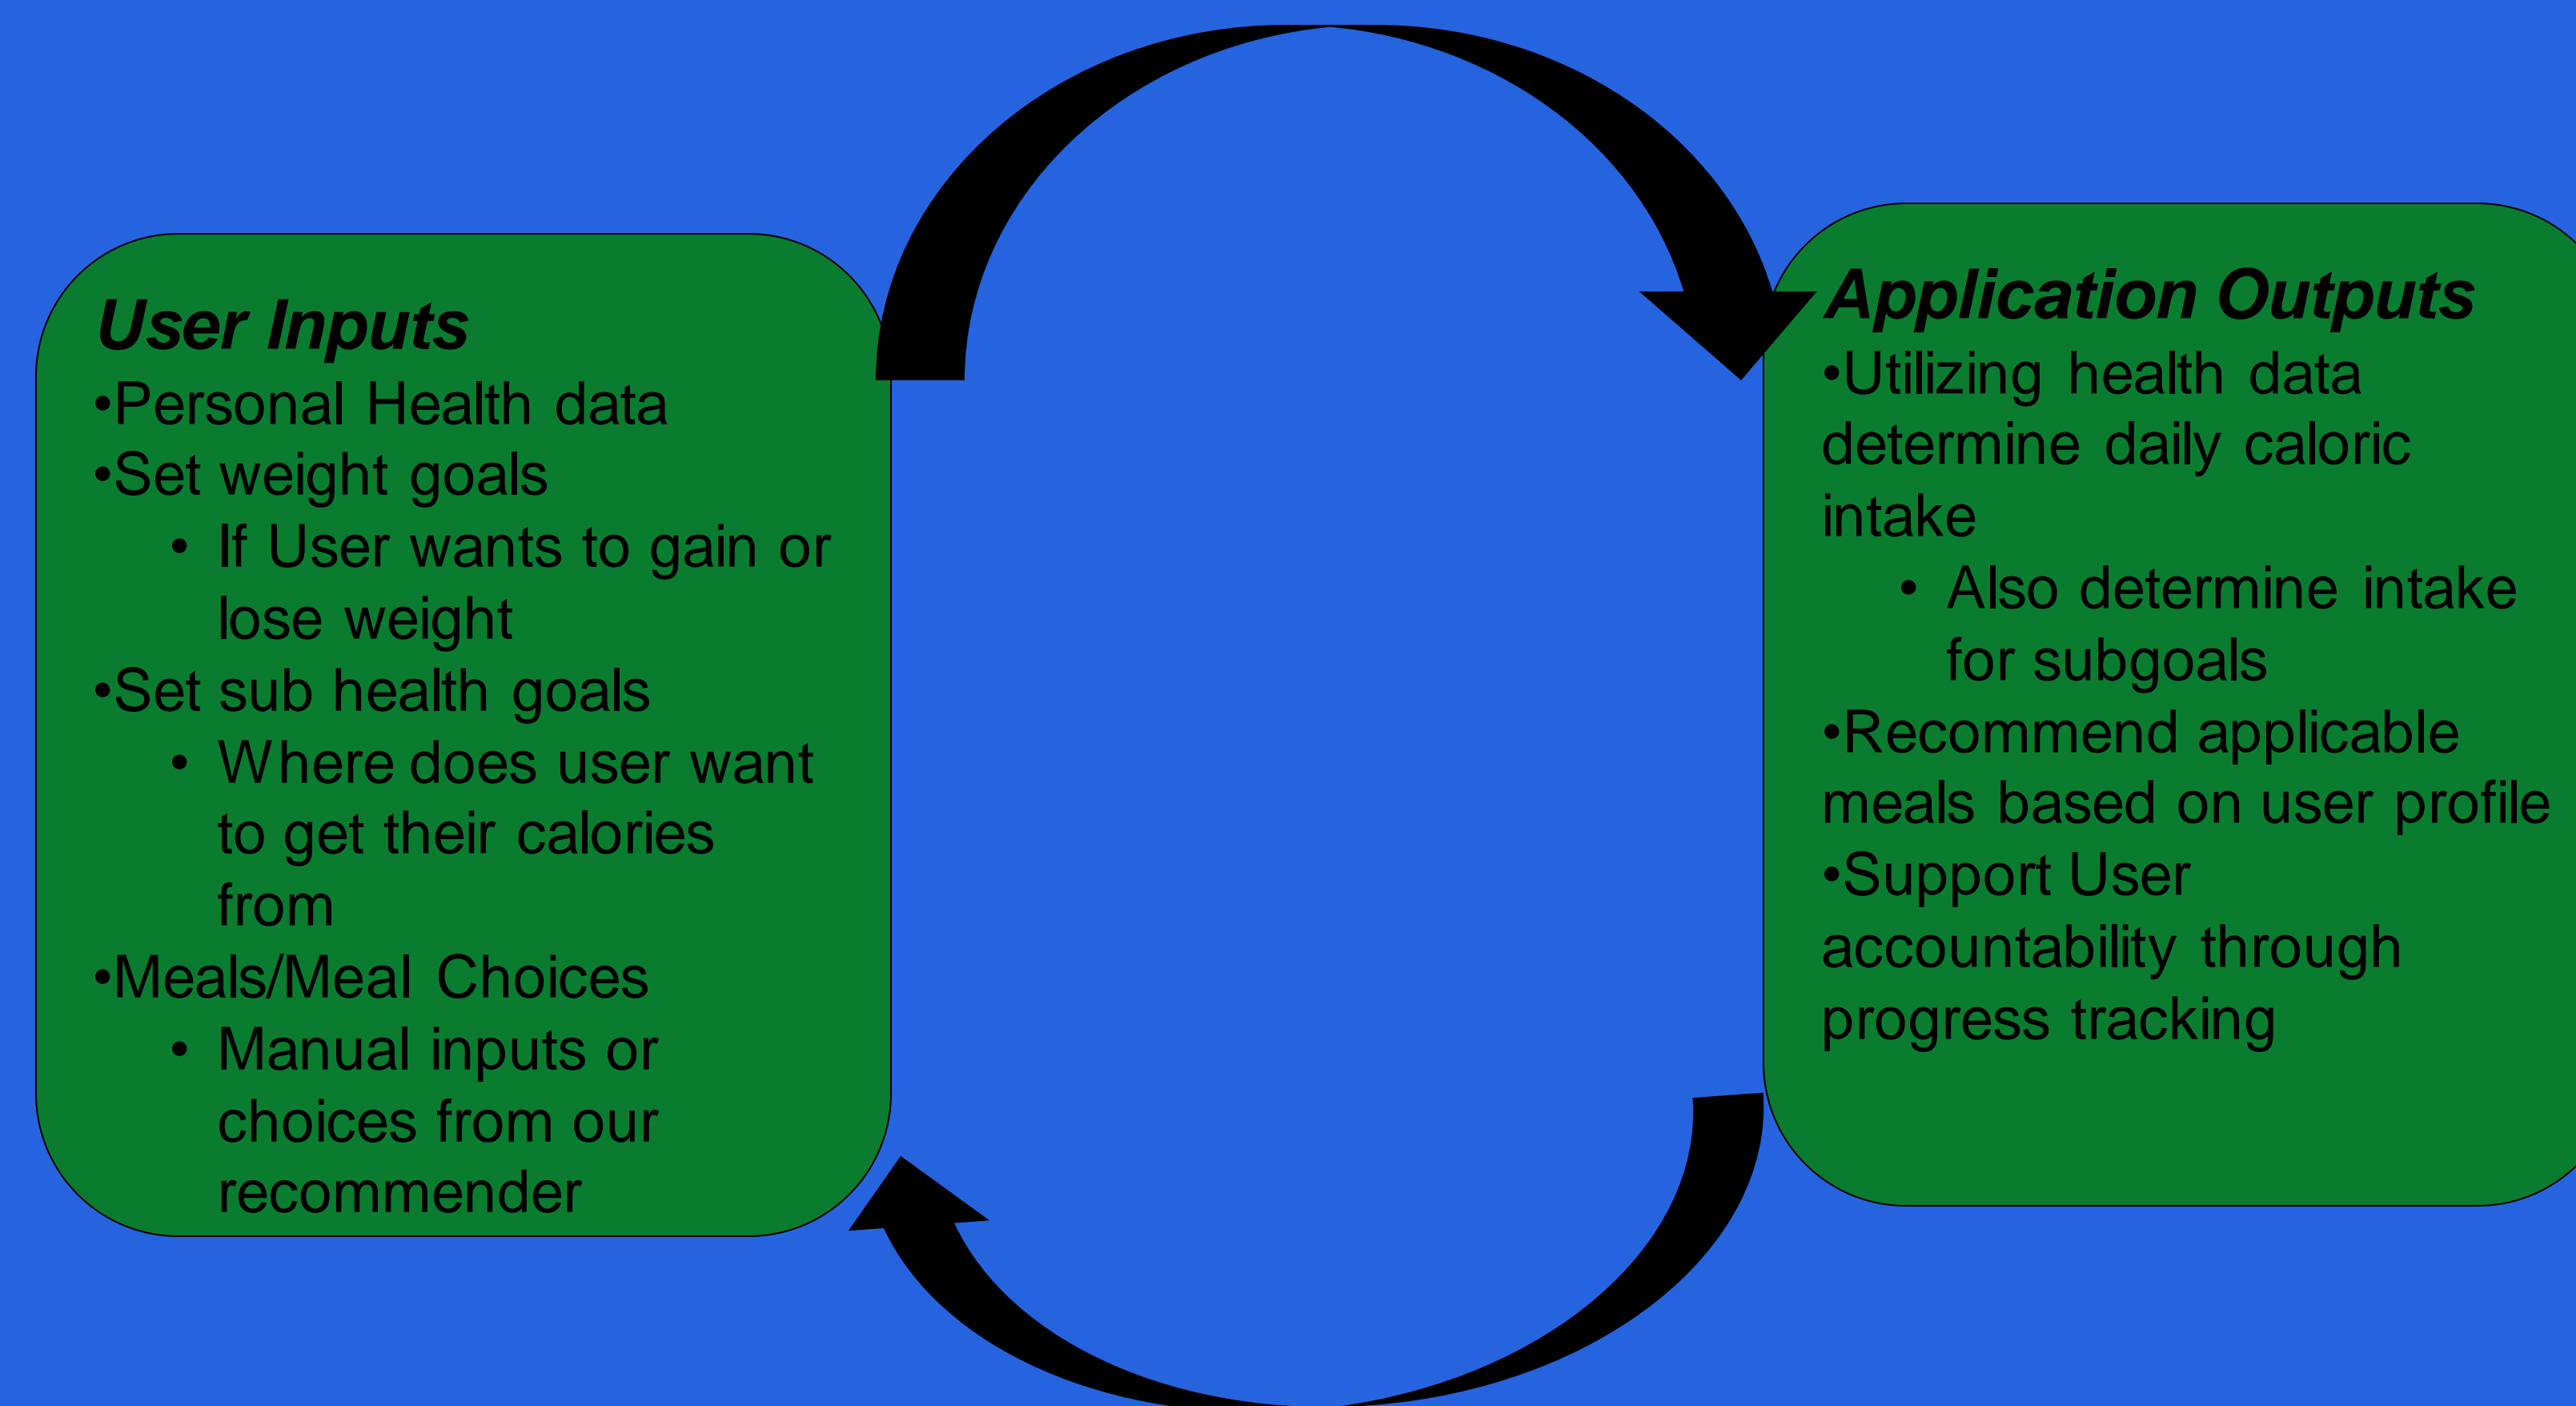 User Inputs
•Personal Health data
•Set weight goals
• If User wants to gain or
lose weight
•Set sub health goals
• Where does user want
to get their calories
from
•Meals/Meal Choices
• Manual inputs or
choices from our
recommender
Application Outputs
•Utilizing health data
determine daily caloric
intake
• Also determine intake
for subgoals
•Recommend applicable
meals based on user profile
•Support User
accountability through
progress tracking